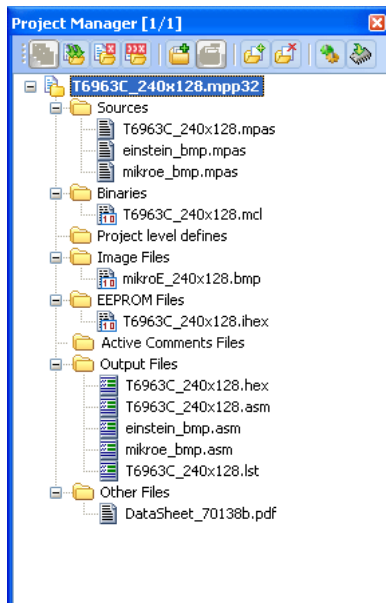 Project Manager [1/1]
T6963C_240x128.mpp32
Sources
T6963C_240x128.mpas
einstein_bmp.mpas
mikroe_bmp.mpas
Binaries
T6963C_240x128.mcl
Project level defines
Image Files
mikroE_240x128.bmp
EEPROM Files
T6963C_240x128.ihex
Active Comments Files
Output Files
T6963C_240x128.hex
T6963C_240x128.asm
einstein_bmp.asm
mikroe_bmp.asm
T6963C_240x128.lst
Other Files
DataSheet_70138b.pdf